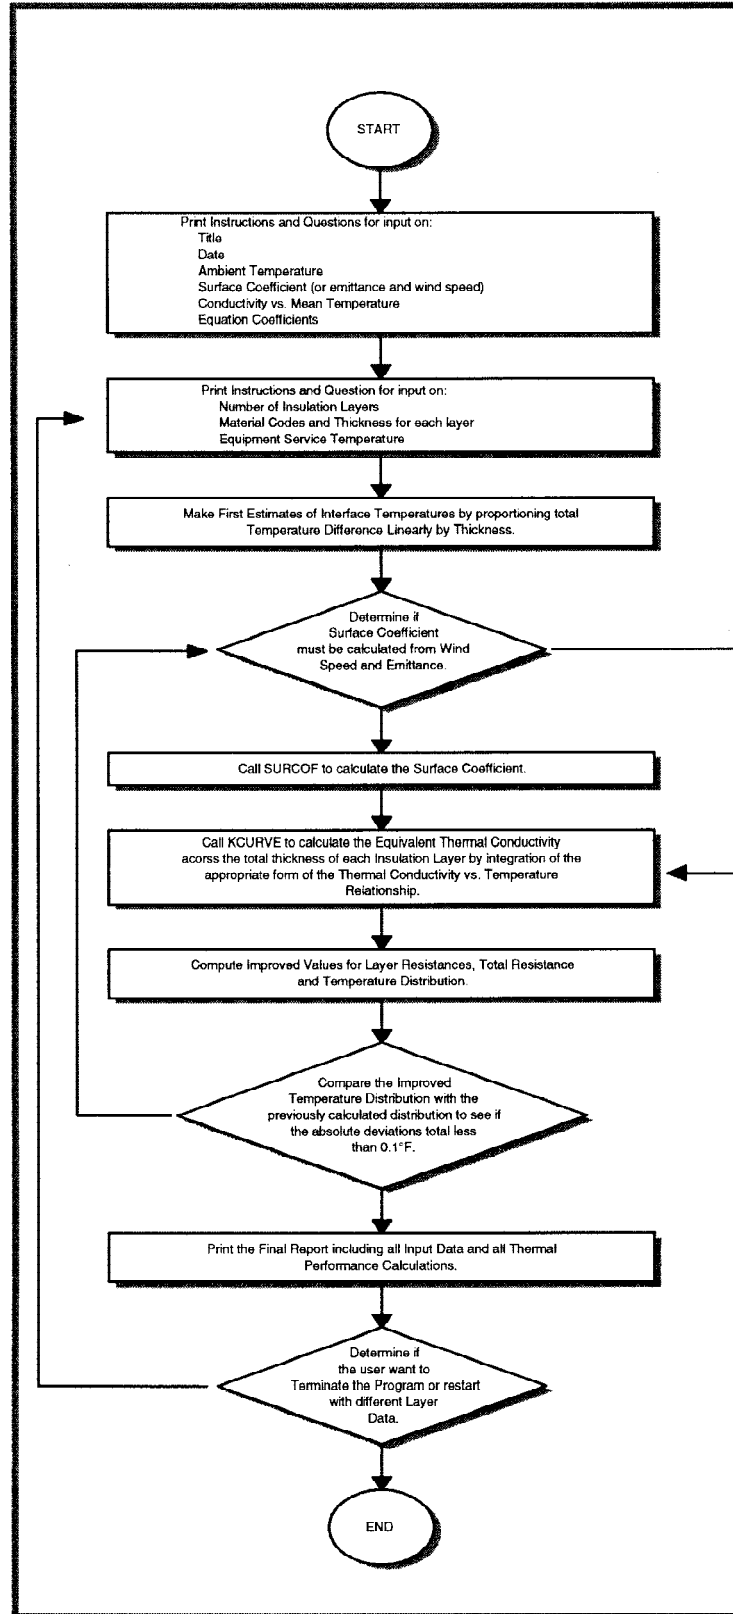 START
Print Instructions and Questions for input on:
Title
Date
Ambient Temperature
Surface Coefficient (or emittance and wind speed)
Conductivity vs. Mean Temperature
Equation Coefficients
Print Instructions and Question for input on:
Number of Insulation Layers
Material Codes and Thickness for each layer
Equipment Service Temperature
Make First Estimates of Interface Temperatures by proportioning total
Temperature Difference Linearly by Thickness.
Determine if
Surface Coefficient
must be calculated from Wind
Speed and Emittance.
Call SURCOF to calculate the Surface Coefficient.
Call KCURVE to calculate the Equivalent Thermal Conductivity
acorss the total thickness of each Insulation Layer by integration of the
appropriate form of the Thermal Conductivity vs. Temperature
Relationship.
Compute Improved Values for Layer Resistances, Total Resistance
and Temperature Distribution.
Compare the Improved
Temperature Distribution with the
previously calculated distribution to see if
the absolute deviations total less
than 0.1°F.
Print the Final Report including all Input Data and all Thermal
Performance Calculations.
Determine if
the user want to
Terminate the Program or restart
with different Layer
Data.
END